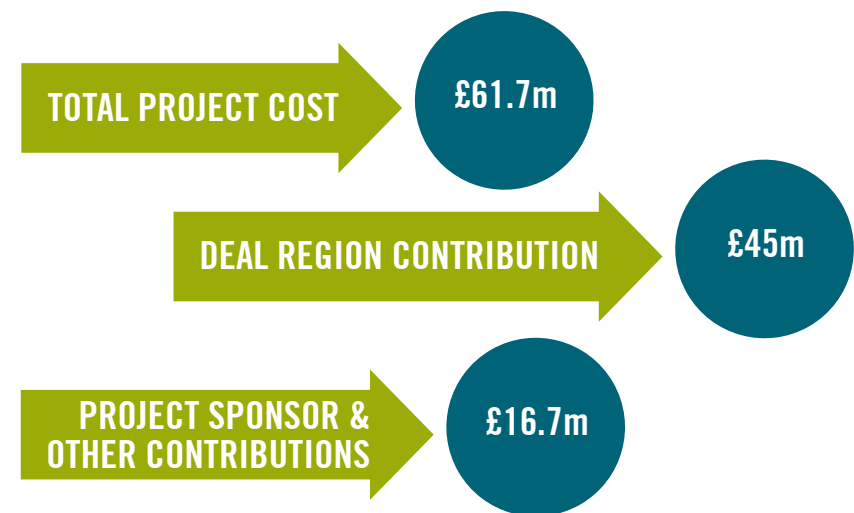 TOTAL PROJECT COST
£61.7m
DEAL REGION CONTRIBUTION
£45m
PROJECT SPONSOR &
OTHER CONTRIBUTIONS
£16.7m